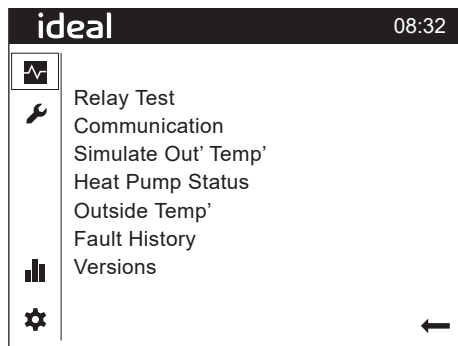 ideal 08:32
Relay Test
Communication
Simulate Out' Temp'
Heat Pump Status
Outside Temp'
Fault History
Versions